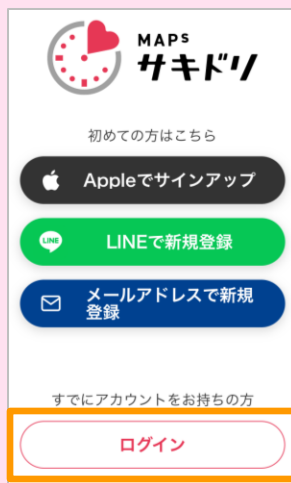 MAPS
サキドリ
初めての方はこちら
Appleでサインアップ
LINE
LINEで新規登録
メールアドレスで新規
登録
すでにアカウントをお持ちの方
ログイン